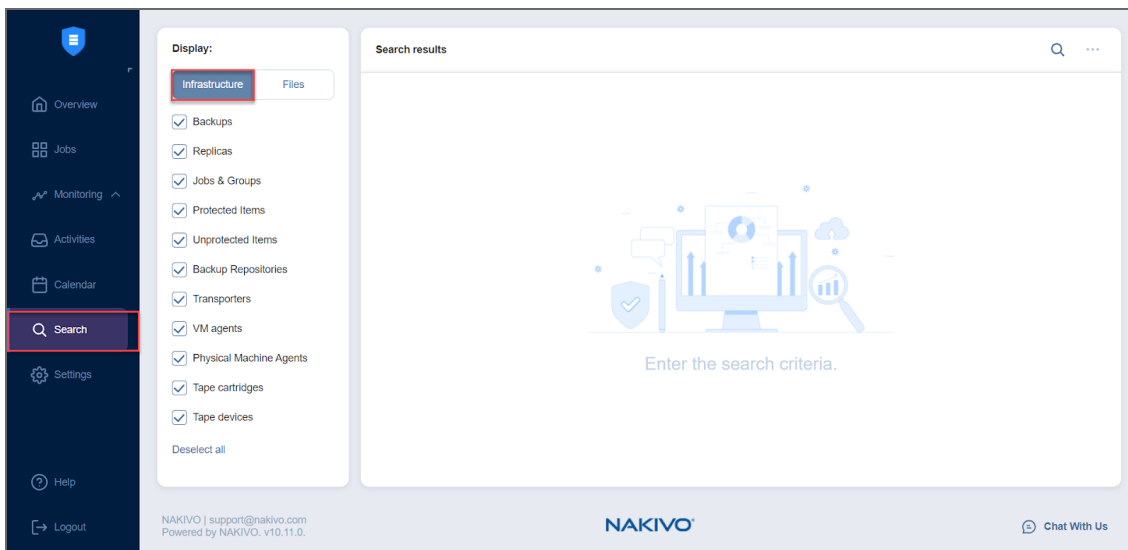 Overview
Jobs
Monitoring
Activities
Calendar
Search
Settings
Help
Logout
Display:
Infrastructure
Files
Backups
Replicas
Jobs & Groups
Protected Items
Unprotected Items
Backup Repositories
Transporters
VM agents
Physical Machine Agents
Tape cartridges
Tape devices
Deselect all
Search results
Enter the search criteria.
NAKIVO | support@nakivo.com
Powered by NAKIVO. v10.11.0.
NAKIVO®
Chat With Us